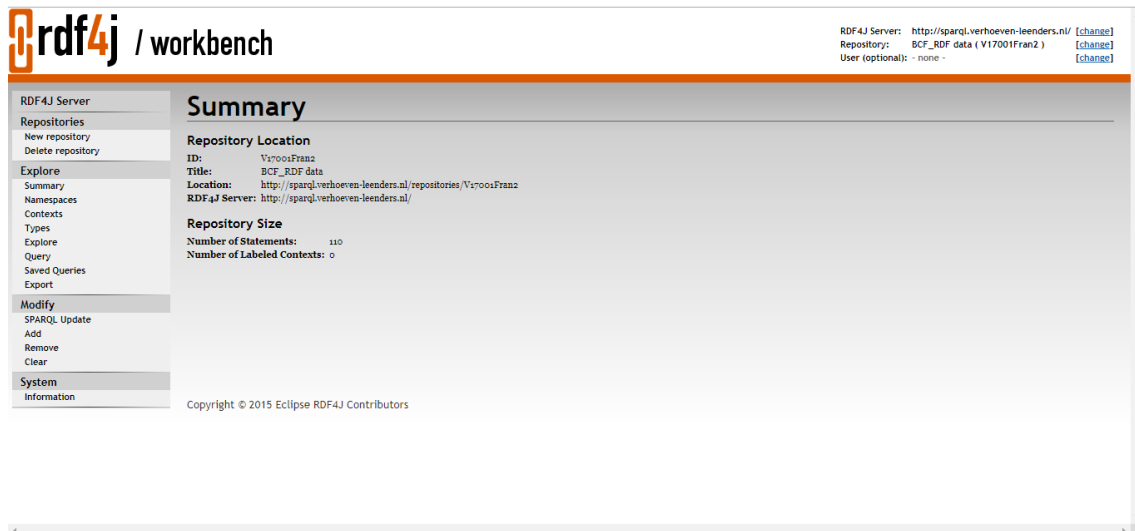 rdf4j / workbench
RDF4J Server: http://sparql.verhoeven-leenders.nl/ [change]
Repository: BCF_RDF data ( V17001Fran2 ) [change]
User (optional): - none - [change]
RDF4J Server
Repositories
New repository
Delete repository
Explore
Summary
Namespaces
Contexts
Types
Explore
Query
Saved Queries
Export
Modify
SPARQL Update
Add
Remove
Clear
System
Information
Summary
Repository Location
ID: V17001Fran2
Title: BCF_RDF data
Location: http://sparql.verhoeven-leenders.nl/repositories/V17001Fran2
RDF4J Server: http://sparql.verhoeven-leenders.nl/
Repository Size
Number of Statements: 110
Number of Labeled Contexts: 0
Copyright © 2015 Eclipse RDF4J Contributors